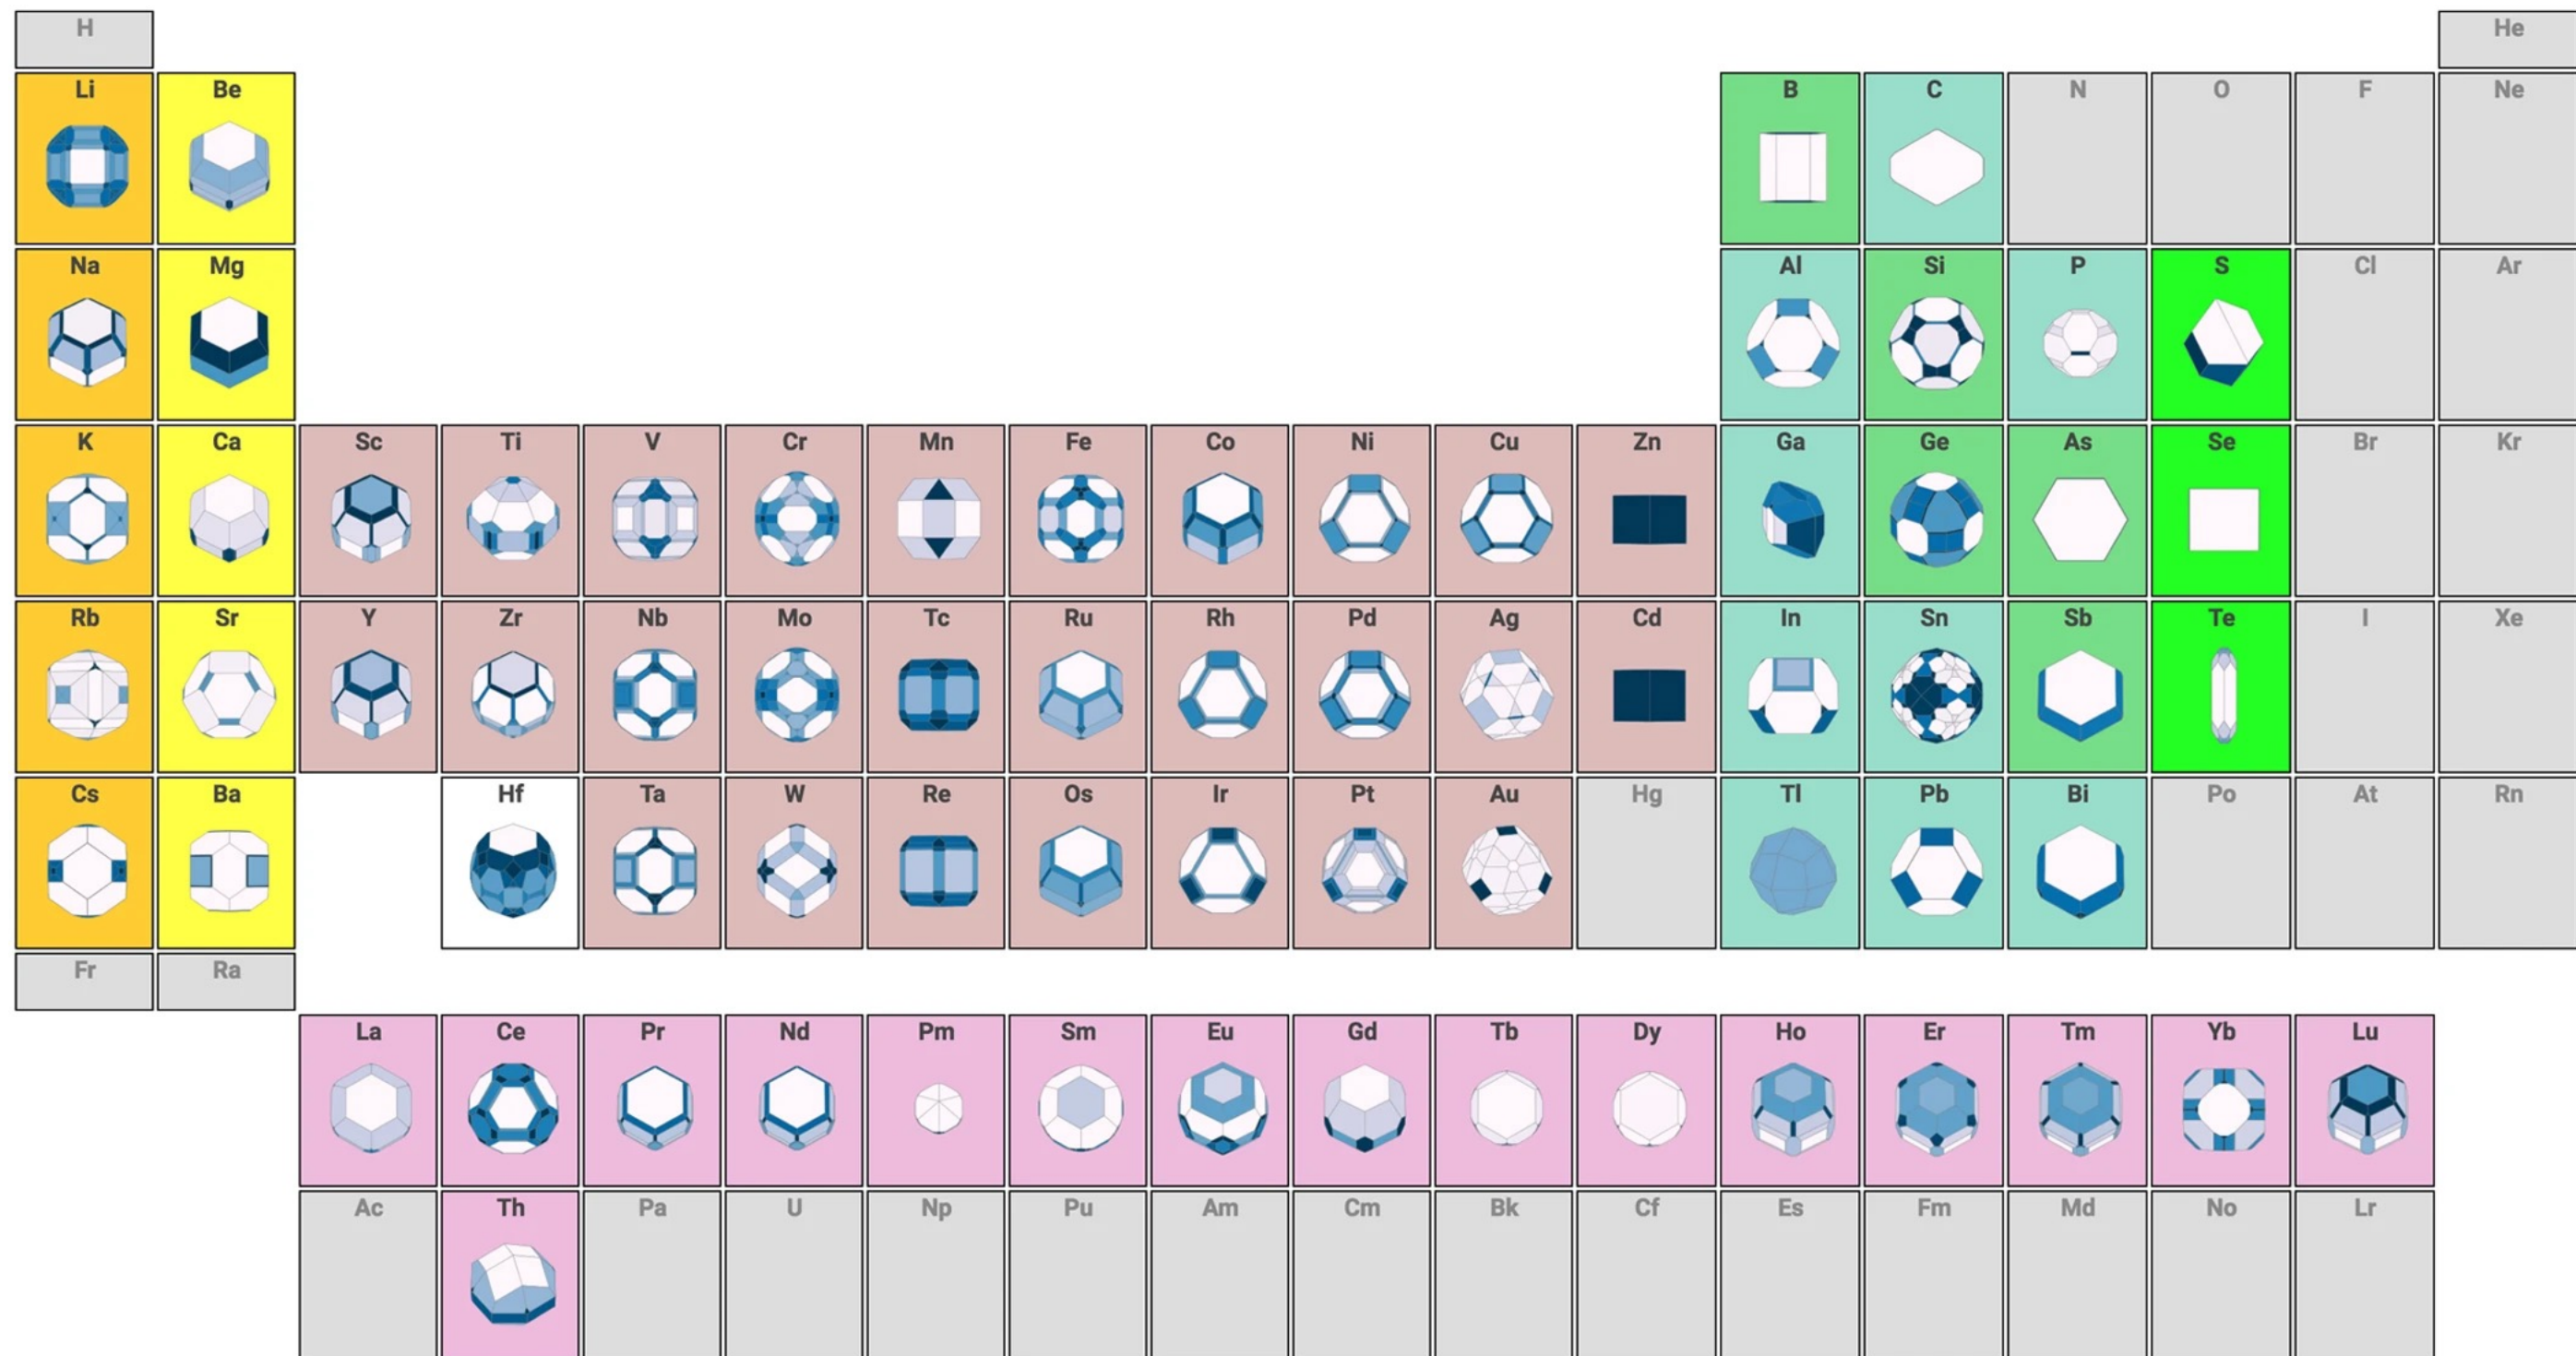 H He
Li Be B C N O F Ne
Na Mg Al Si P S Cl Ar
K Ca Sc Ti V Cr Mn Fe Co Ni Cu Zn Ga Ge As Se Br Kr
Rb Sr Y Zr Nb Mo Tc Ru Rh Pd Ag Cd In Sn Sb Te I Xe
Cs Ba Hf Ta W Re Os Ir Pt Au Hg Tl Pb Bi Po At Rn
Fr Ra
La Ce Pr Nd Pm Sm Eu Gd Tb Dy Ho Er Tm Yb Lu
Ac Th Pa U Np Pu Am Cm Bk Cf Es Fm Md No Lr